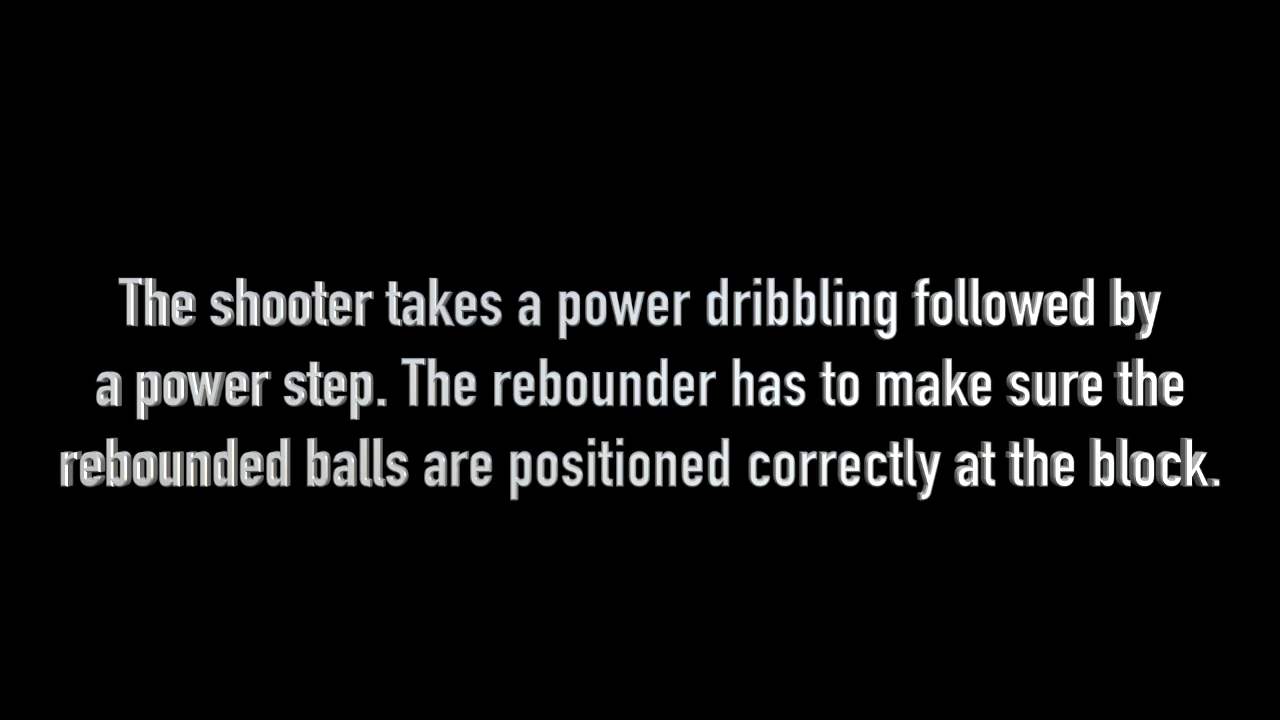 The shooter takes a power dribbling followed by
a power step. The rebounder has to make sure the
rebounded balls are positioned correctly at the block.